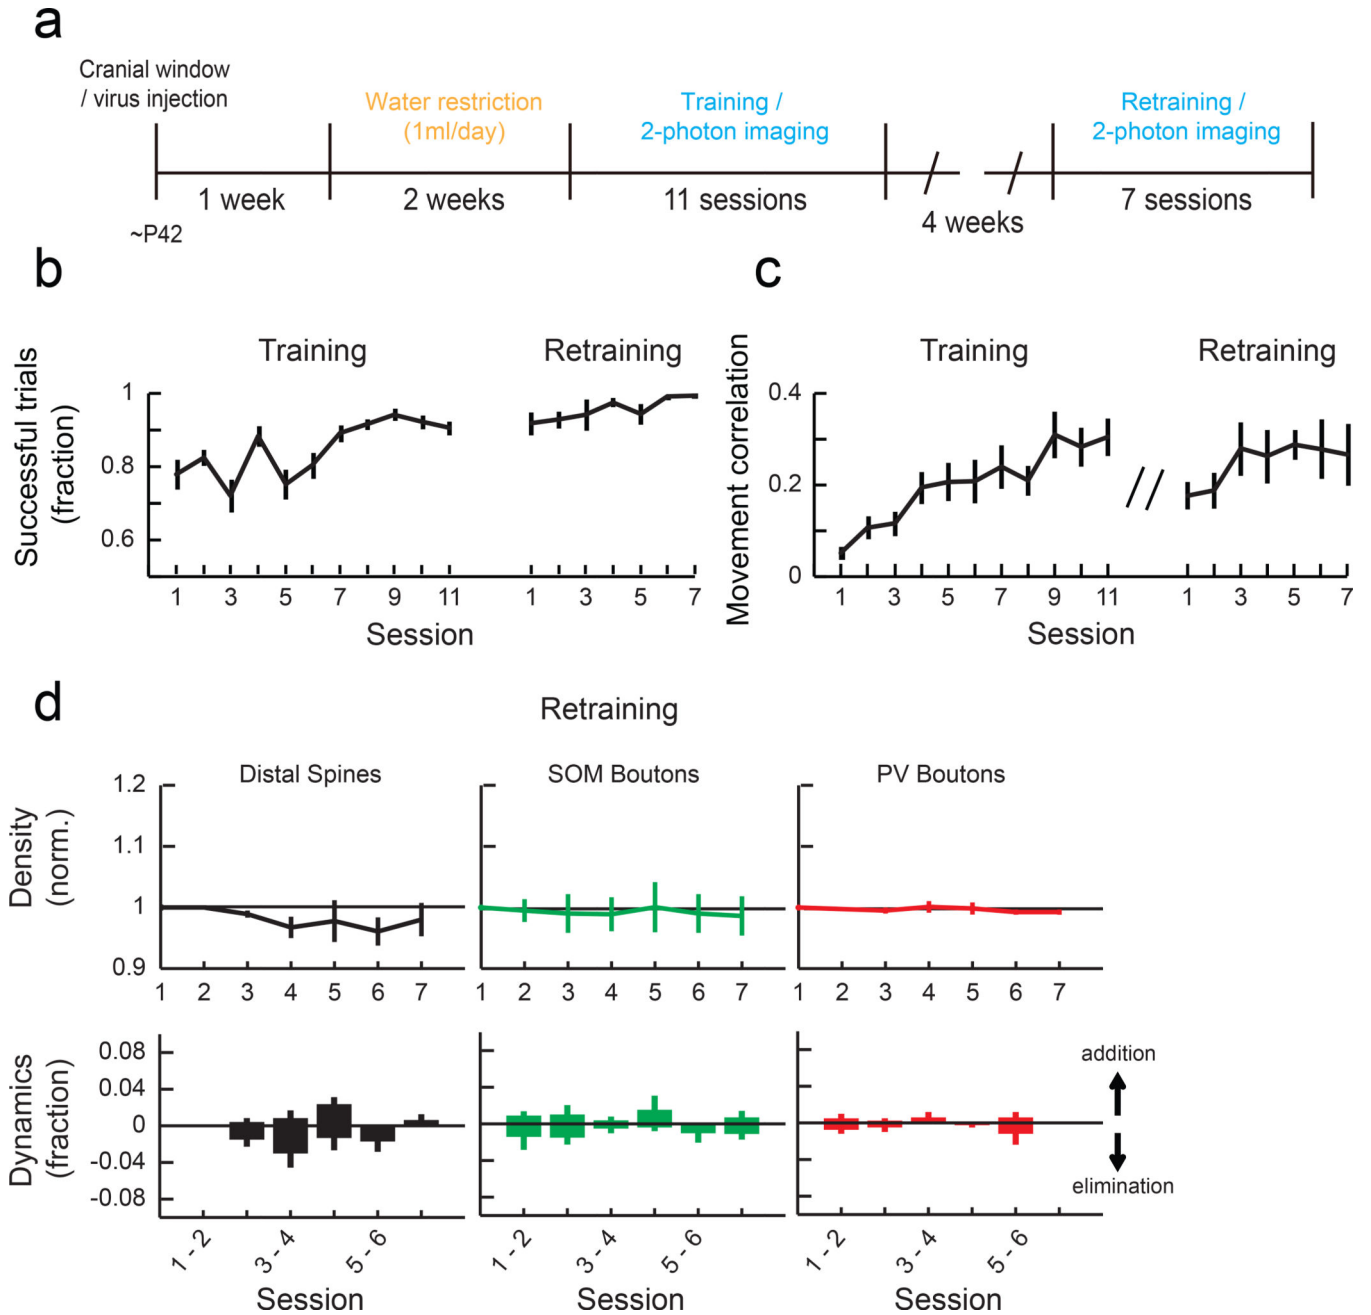 a
Cranial window
/ virus injection
Water restriction
(1ml/day)
Training /
2-photon imaging
Retraining /
2-photon imaging
1 week
2 weeks
11 sessions
4 weeks
7 sessions
~P42
b
Training
Retraining
Successful trials
(fraction)
1
0.8
0.6
1 3 5 7 9 11
1 3 5 7
Session
c
Training
Retraining
Movement correlation
0.4
0.2
0
1 3 5 7 9 11
1 3 5 7
Session
d
Retraining
Distal Spines
SOM Boutons
PV Boutons
Density
(norm.)
1.2
1.1
1
0.9
1 2 3 4 5 6 7
1 2 3 4 5 6 7
1 2 3 4 5 6 7
Dynamics
(fraction)
0.08
0.04
0
-0.04
-0.08
addition
elimination
1 - 2 3 - 4 5 - 6
1 - 2 3 - 4 5 - 6
1 - 2 3 - 4 5 - 6
Session
Session
Session